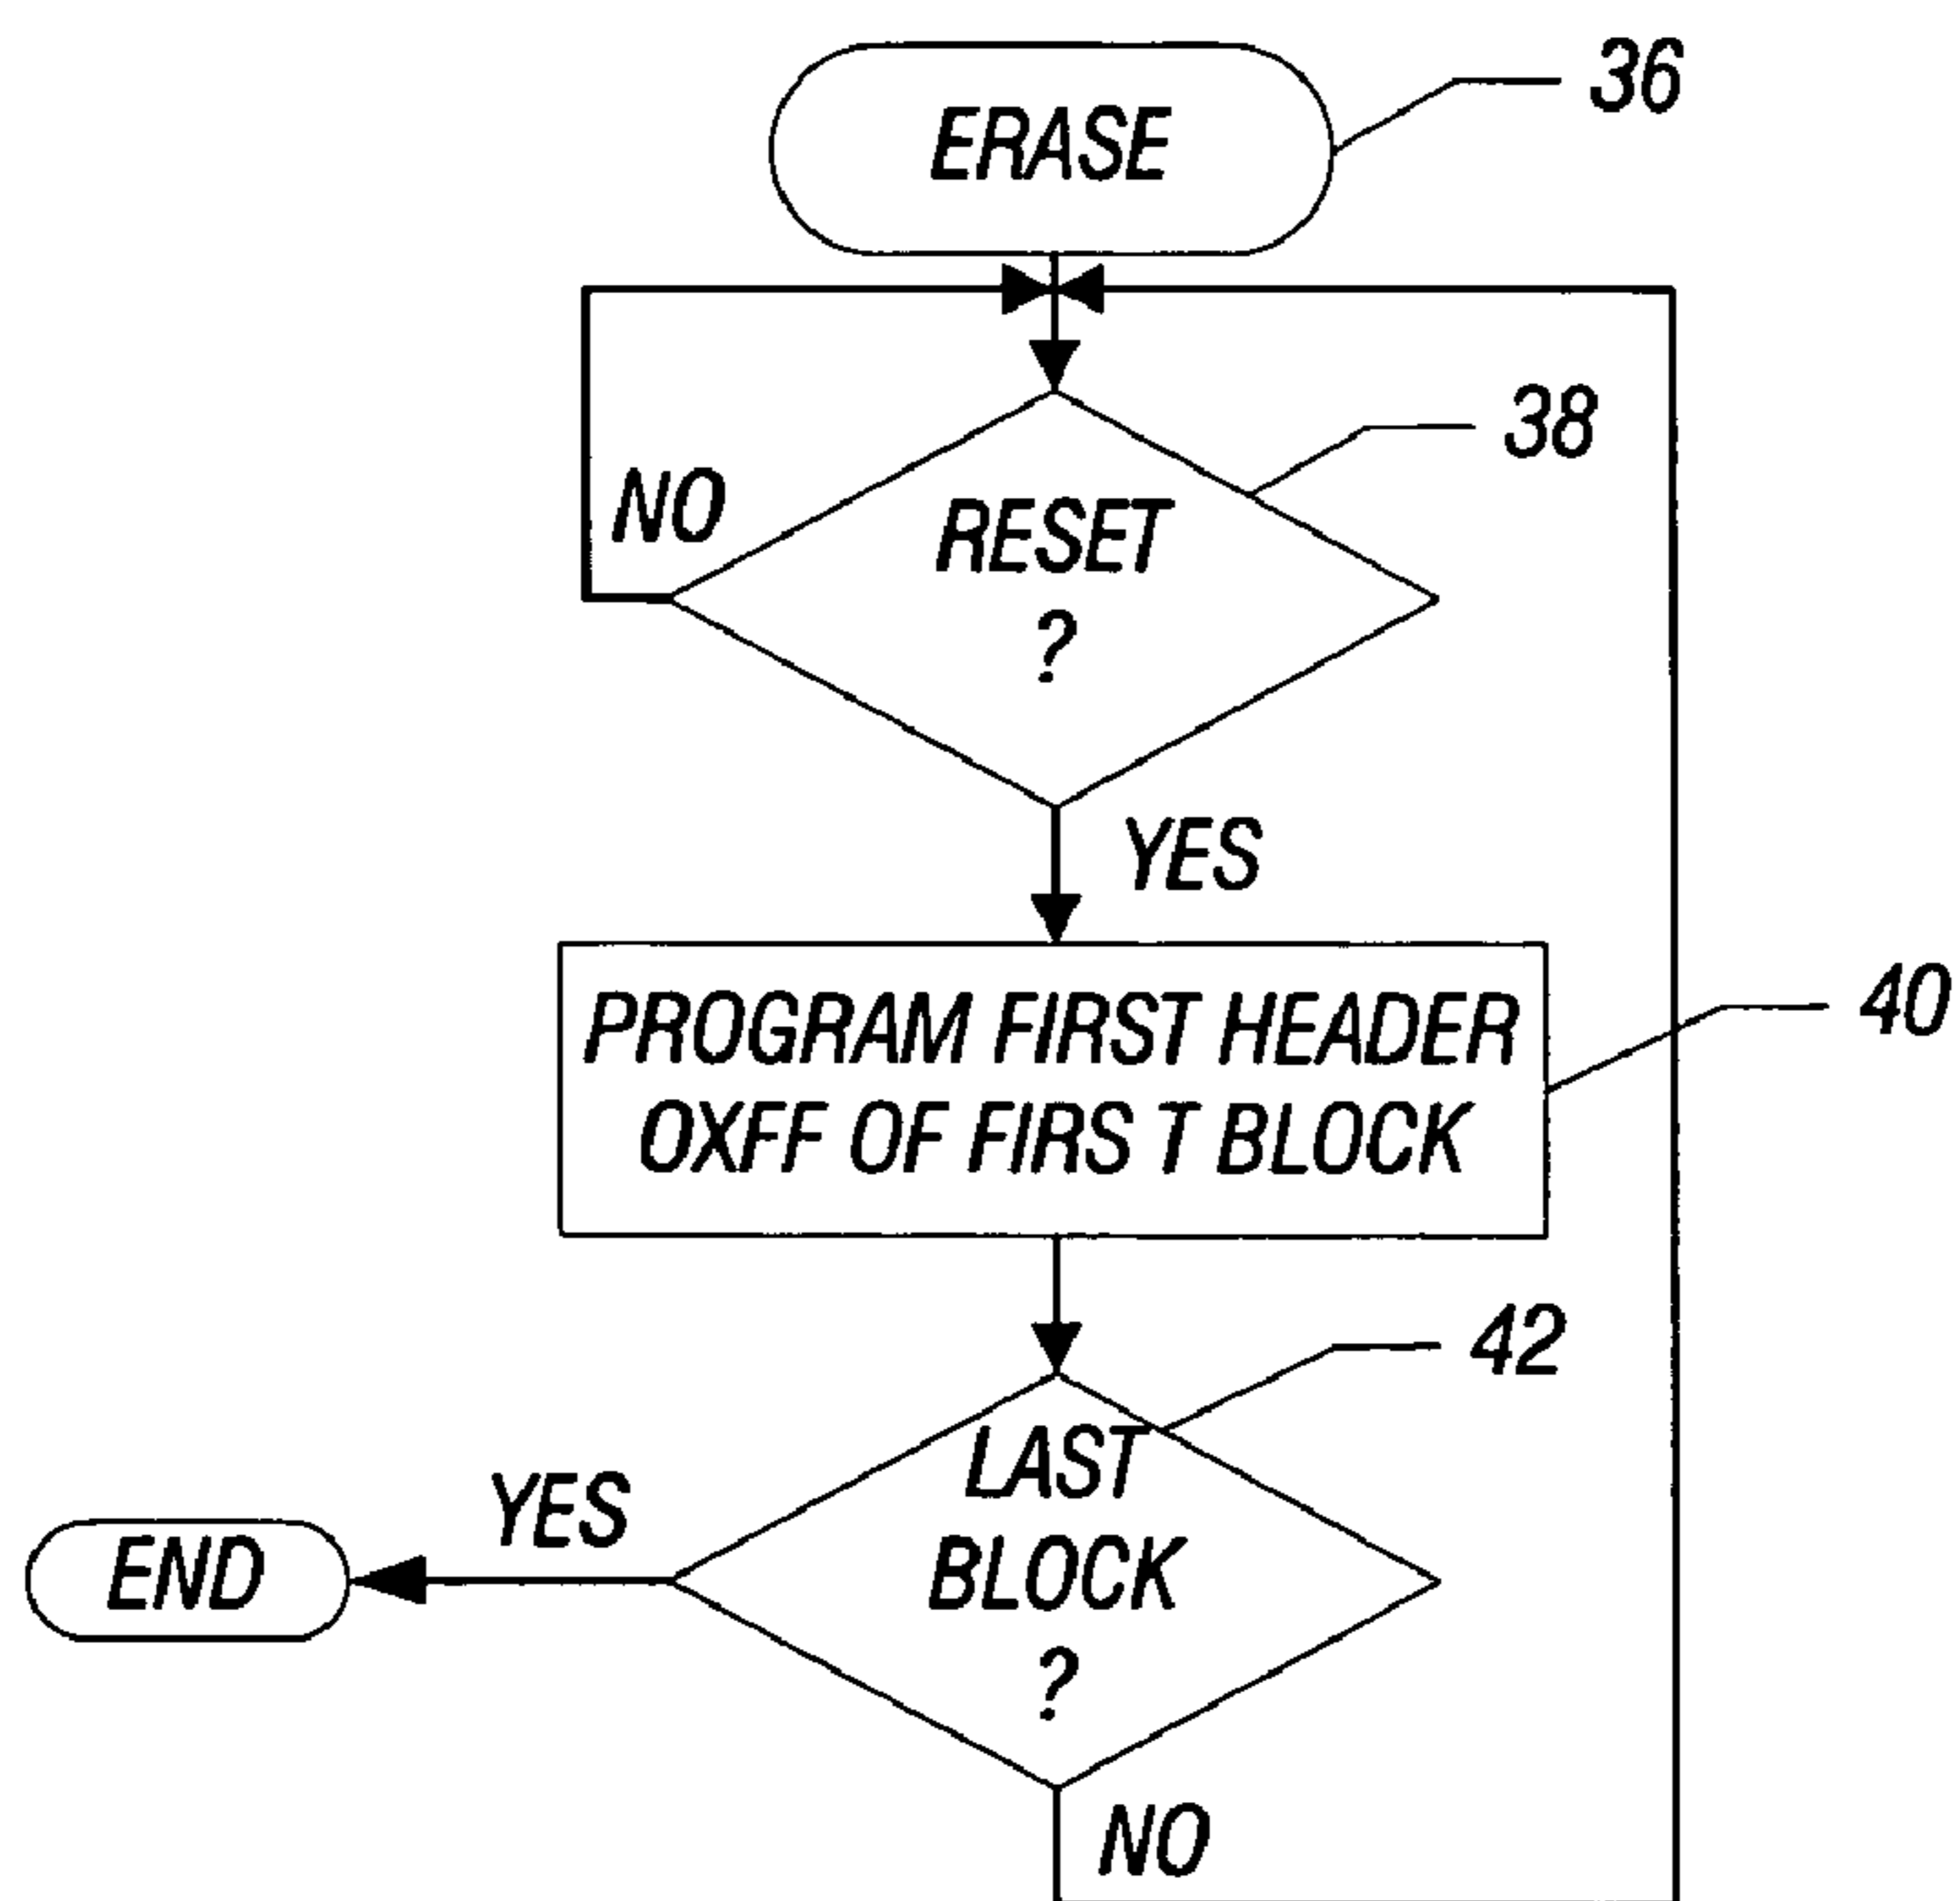 ERASE
36
38
NO
RESET
?
YES
PROGRAM FIRST HEADER
OXFF OF FIRS T BLOCK
40
42
LAST
BLOCK
?
YES
END
NO